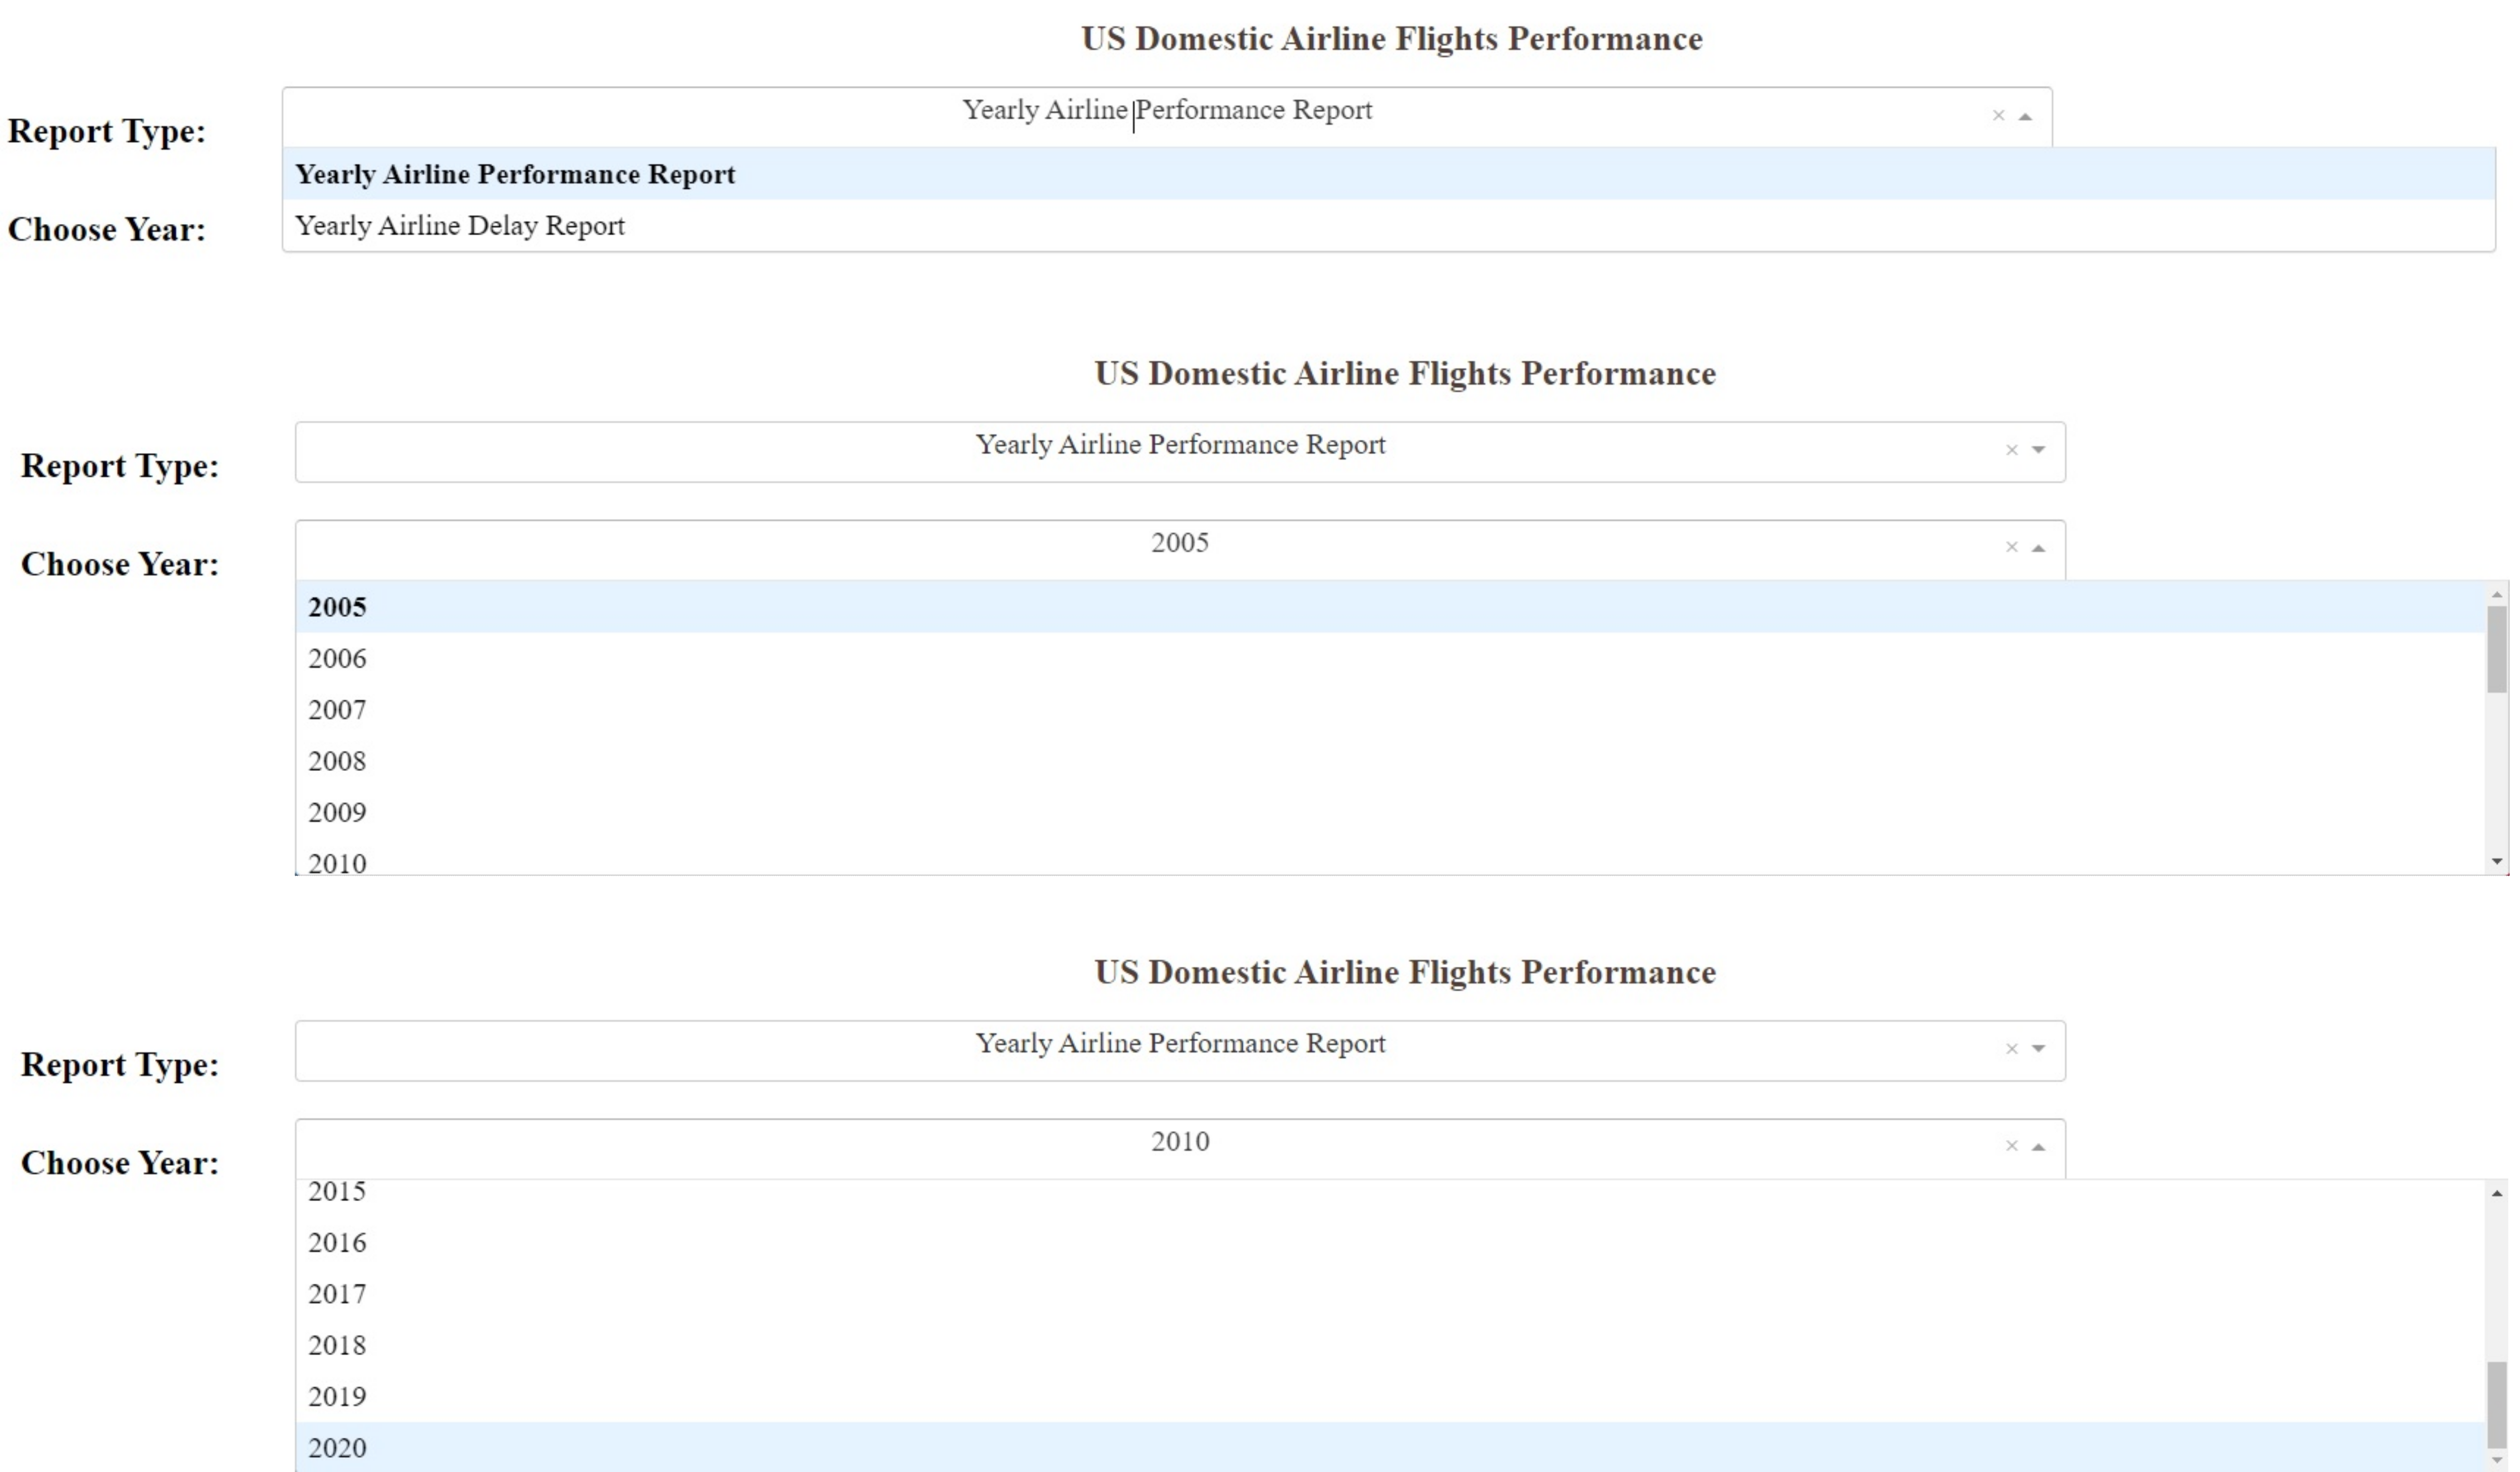 US Domestic Airline Flights Performance
Report Type:
Yearly Airline Performance Report
Yearly Airline Performance Report
Choose Year:
Yearly Airline Delay Report
US Domestic Airline Flights Performance
Report Type:
Yearly Airline Performance Report
Choose Year:
2005
2005
2006
2007
2008
2009
2010
US Domestic Airline Flights Performance
Report Type:
Yearly Airline Performance Report
Choose Year:
2010
2015
2016
2017
2018
2019
2020